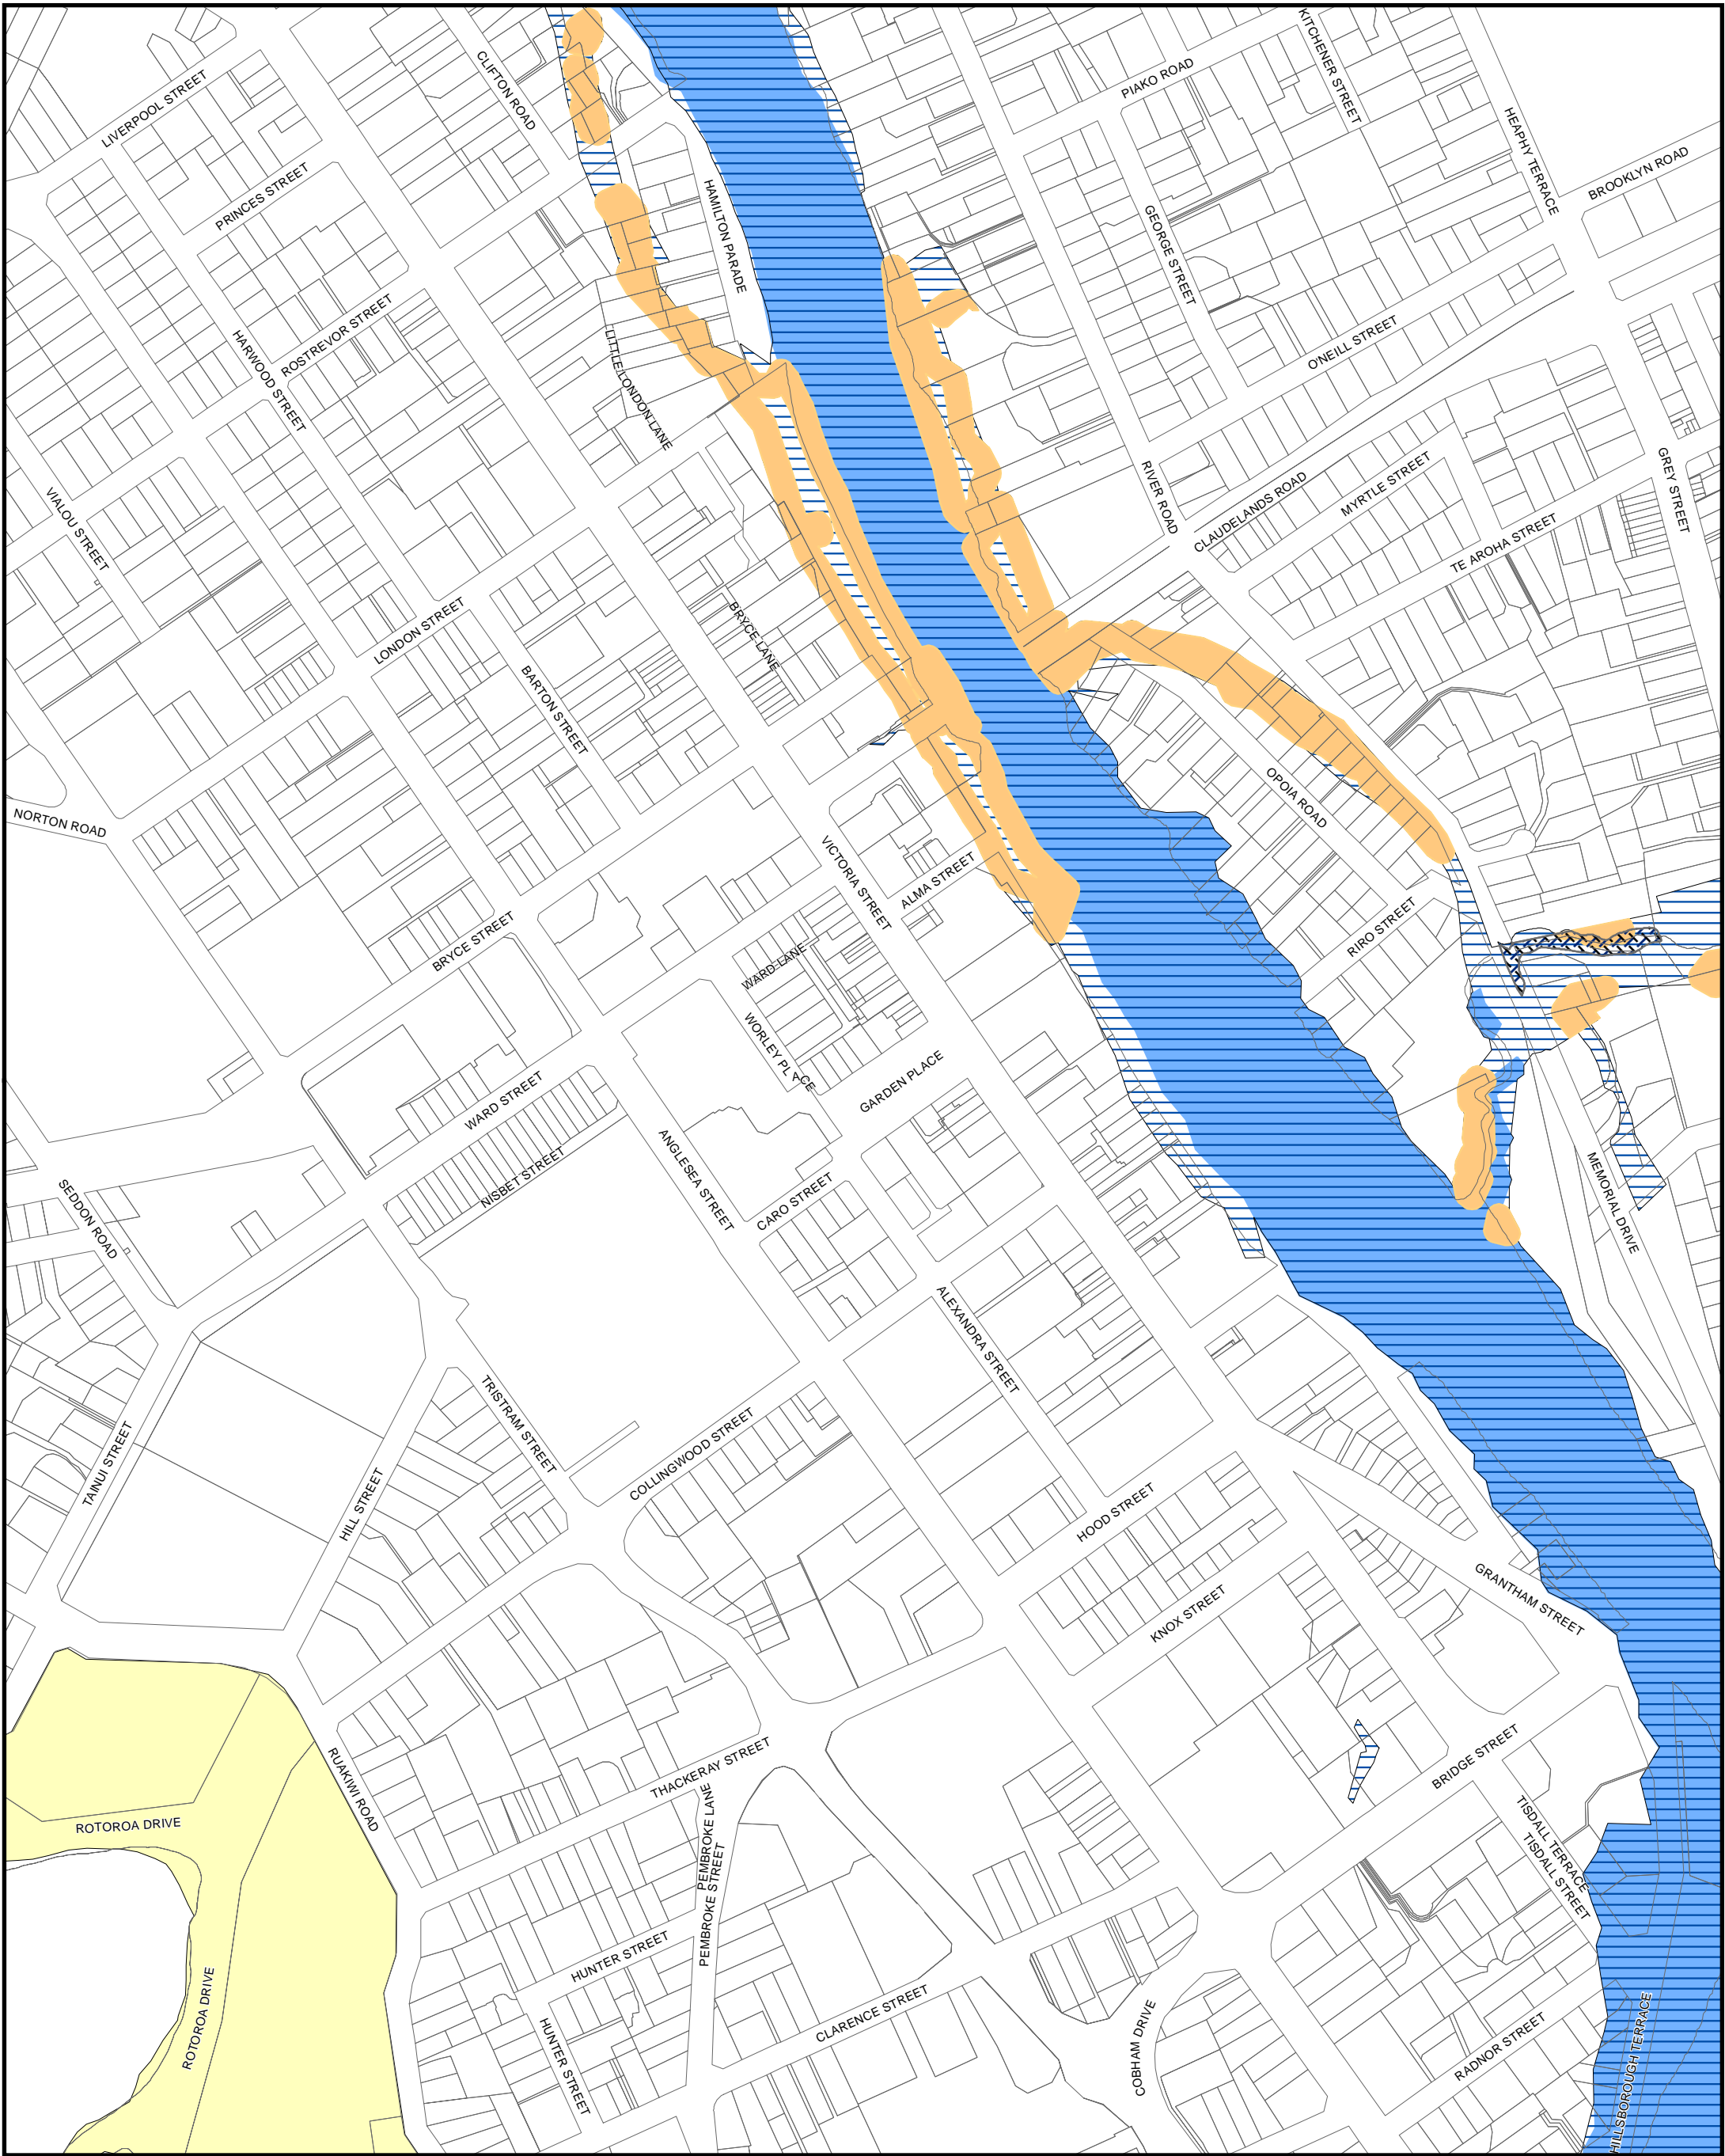 CLIFTON ROAD
KITCHENER STREET
PIAKO ROAD
LIVERPOOL STREET
HEAPHY TERRACE
BROOKLYN ROAD
PRINCES STREET
HAMILTON PARADE
GEORGE STREET
ROSTREVOR STREET
HARWOOD STREET
LITTLE LONDON LANE
O'NEILL STREET
VIALOU STREET
RIVER ROAD
CLAUDELANDS ROAD
MYRTLE STREET
GREY STREET
TE AROHA STREET
LONDON STREET
BRYCE LANE
BARTON STREET
OPOIA ROAD
NORTON ROAD
VICTORIA STREET
ALMA STREET
BRYCE STREET
RIRO STREET
WARD LANE
WORLEY PLACE
GARDEN PLACE
WARD STREET
NISBET STREET
ANGLESEA STREET
CARO STREET
SEDDON ROAD
MEMORIAL DRIVE
ALEXANDRA STREET
TRISTRAM STREET
COLLINGWOOD STREET
TAINUI STREET
HILL STREET
HOOD STREET
KNOX STREET
GRANTHAM STREET
RUAKIWI ROAD
THACKERAY STREET
BRIDGE STREET
ROTOROA DRIVE
PEMBROKE LANE
PEMBROKE STREET
TISDALL TERRACE
TISDALL STREET
HUNTER STREET
ROTOROA DRIVE
HUNTER STREET
CLARENCE STREET
COBHAM DRIVE
RADNOR STREET
HILLSBOROUGH TERRACE